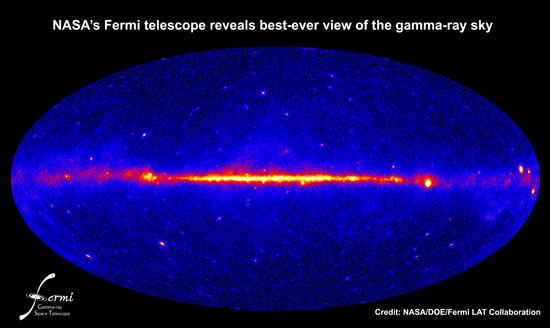 NASA's Fermi telescope reveals best-ever view of the gamma-ray sky
Fermi
Gamma-ray
Space Telescope
Credit: NASA/DOE/Fermi LAT Collaboration